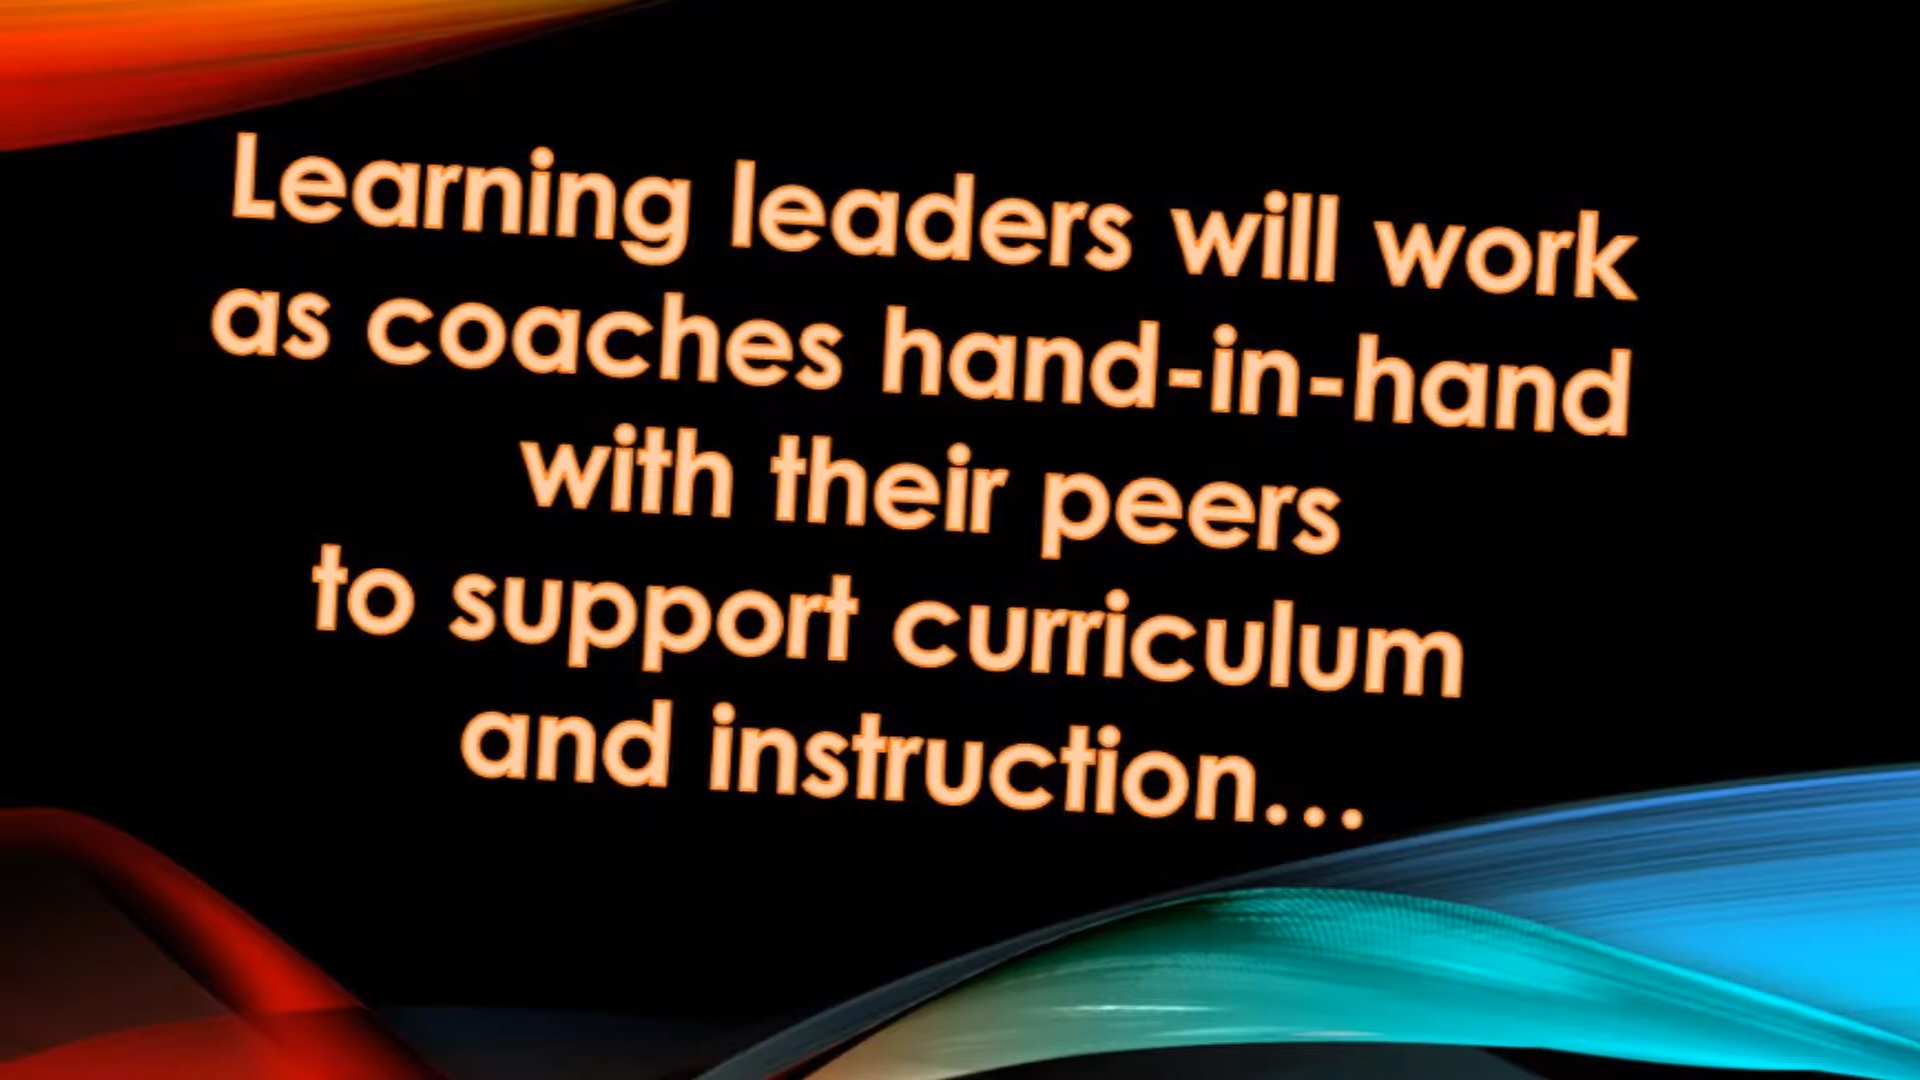 Learning leaders will work
as coaches hand-in-hand
with their peers
to support curriculum
and instruction...